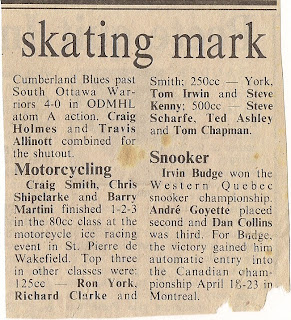 skating mark
Cumberland Blues past
South Ottawa War-
riors 4-0 in ODMHL
atom A action. Craig
Holmes and Travis
Allinott combined for
the shutout.
Motorcycling
Craig Smith, Chris
Shipclarke and Barry
Martini finished 1-2-3
in the 80cc class at the
motorcycle ice racing
event in St. Pierre de
Wakefield. Top three
in other classes were:
125cc — Ron York,
Richard Clarke and
Smith; 250cc — York,
Tom Irwin and Steve
Kenny; 500cc — Steve
Scharfe, Ted Ashley
and Tom Chapman.
Snooker
Irvin Budge won the
Western Quebec
snooker championship.
André Goyette placed
second and Dan Collins
was third. For Budge,
the victory gained him
automatic entry into
the Canadian cham-
pionship April 18-23 in
Montreal.